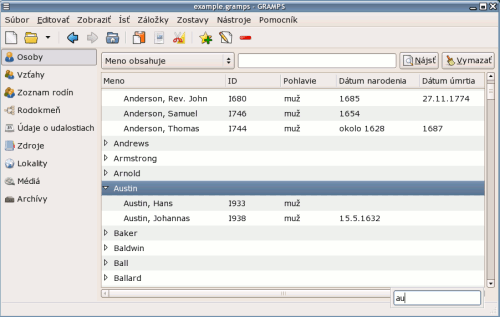 example.gramps - GRAMPS
Súbor Editovať Zobraziť Ísť Záložky Zostavy Nástroje Pomocník
Osoby
Vzťahy
Zoznam rodín
Rodokmeň
Údaje o udalostiach
Zdroje
Lokality
Médiá
Archívy
Meno obsahuje Nájsť Vymazať
Meno ID Pohlavie Dátum narodenia Dátum úmrtia
Anderson, Rev. John I680 muž 1685 27.11.1774
Anderson, Samuel I746 muž 1654
Anderson, Thomas I744 muž okolo 1628 1687
Andrews
Armstrong
Arnold
Austin
Austin, Hans I933 muž
Austin, Johannas I938 muž 15.5.1632
Baker
Baldwin
Ball
Ballard
au